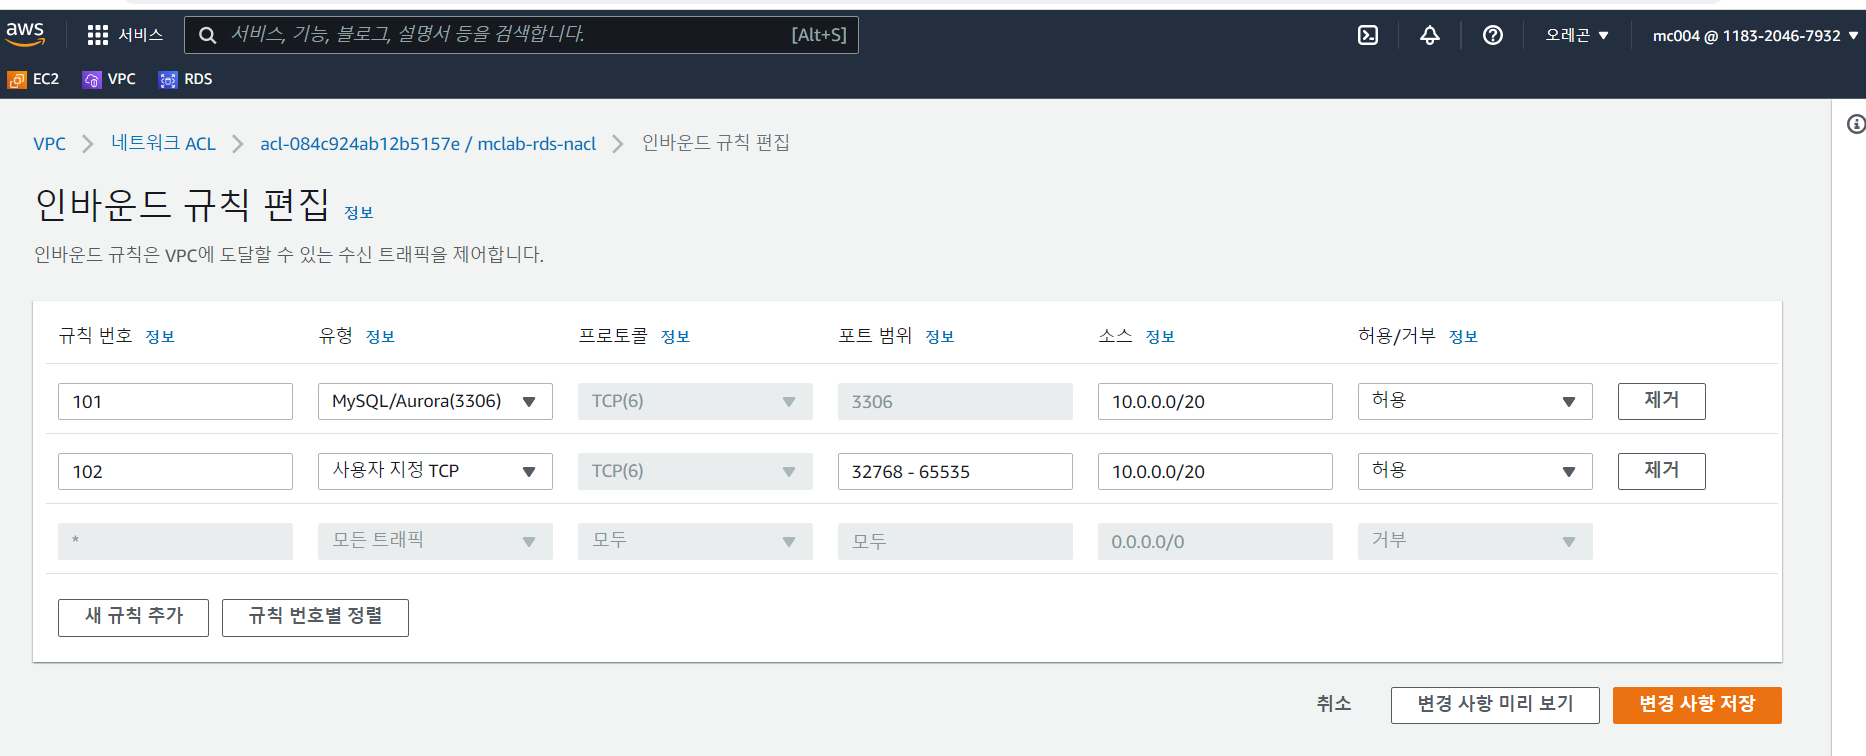 aws 서비스 서비스, 기능, 블로그, 설명서 등을 검색합니다. [Alt+S] 오레곤 ▼ mc004 @ 1183-2046-7932 ▼
EC2 VPC RDS
VPC > 네트워크 ACL > acl-084c924ab12b5157e / mclab-rds-nacl > 인바운드 규칙 편집
인바운드 규칙 편집 정보
인바운드 규칙은 VPC에 도달할 수 있는 수신 트래픽을 제어합니다.
규칙 번호 정보 유형 정보 프로토콜 정보 포트 범위 정보 소스 정보 허용/거부 정보
101 MySQL/Aurora(3306) TCP(6) 3306 10.0.0.0/20 허용 제거
102 사용자 지정 TCP TCP(6) 32768 - 65535 10.0.0.0/20 허용 제거
* 모든 트래픽 모두 모두 0.0.0.0/0 거부
새 규칙 추가 규칙 번호별 정렬
취소 변경 사항 미리 보기 변경 사항 저장